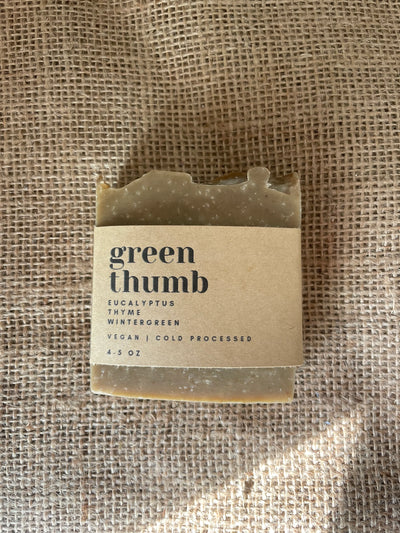 green
thumb
EUCALYPTUS
THYME
WINTERGREEN
VEGAN | COLD PROCESSED
4-5 OZ